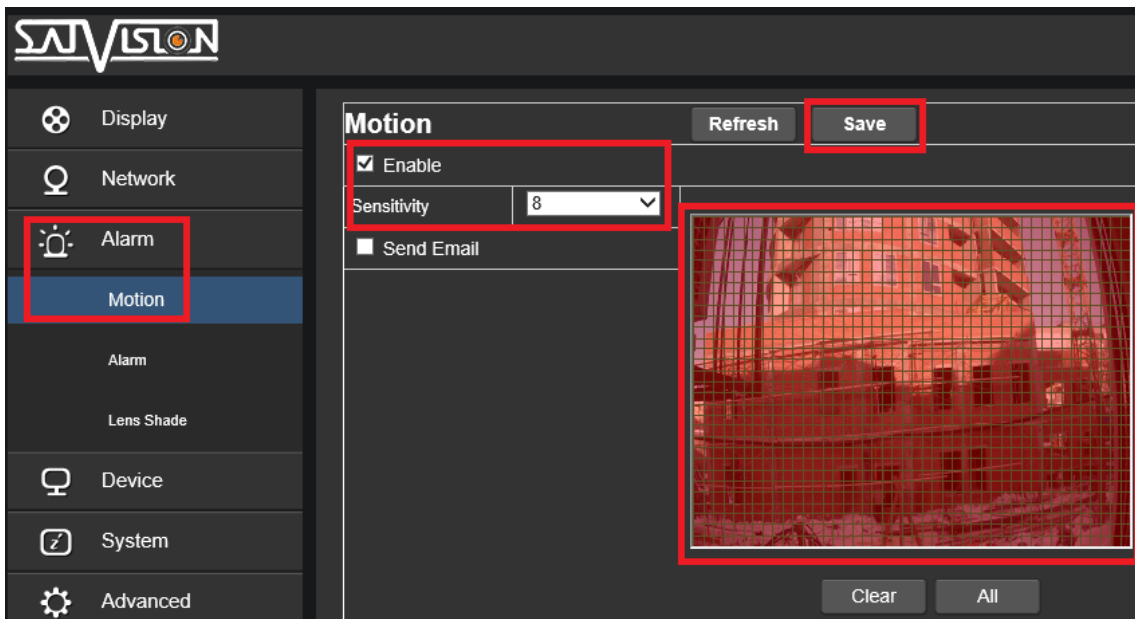 SATVISION
Display
Network
Alarm
Motion
Alarm
Lens Shade
Device
System
Advanced
Motion Refresh Save
Enable
Sensitivity 8
Send Email
Clear All